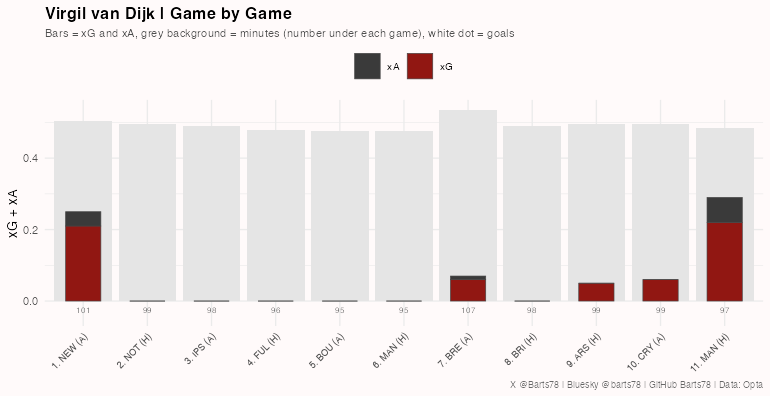 Virgil van Dijk | Game by Game
Bars = xG and xA, grey background = minutes (number under each game), white dot = goals
xA xG
xG + xA
0.4
0.2
0.0
101 99 98 96 95 95 107 98 99 99 97
1. NEW (A) 2. NOT (H) 3. IPS (A) 4. FUL (H) 5. BOU (A) 6. MAN (H) 7. BRE (A) 8. BRI (H) 9. ARS (H) 10. CRY (A) 11. MAN (H)
X @Barts78 | Bluesky @barts78 | GitHub Barts78 | Data: Opta